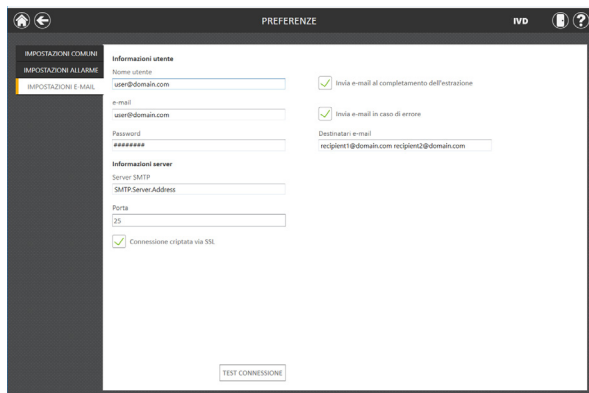 PREFERENZE
IVD
?
IMPOSTAZIONI COMUNI
IMPOSTAZIONI ALLARME
IMPOSTAZIONI E-MAIL
Informazioni utente
Nome utente
user@domain.com
e-mail
user@domain.com
Password
########
Informazioni server
Server SMTP
SMTP.Server.Address
Porta
25
Connessione criptata via SSL
Invia e-mail al completamento dell'estrazione
Invia e-mail in caso di errore
Destinatari e-mail
recipient1@domain.com recipient2@domain.com
TEST CONNESSIONE